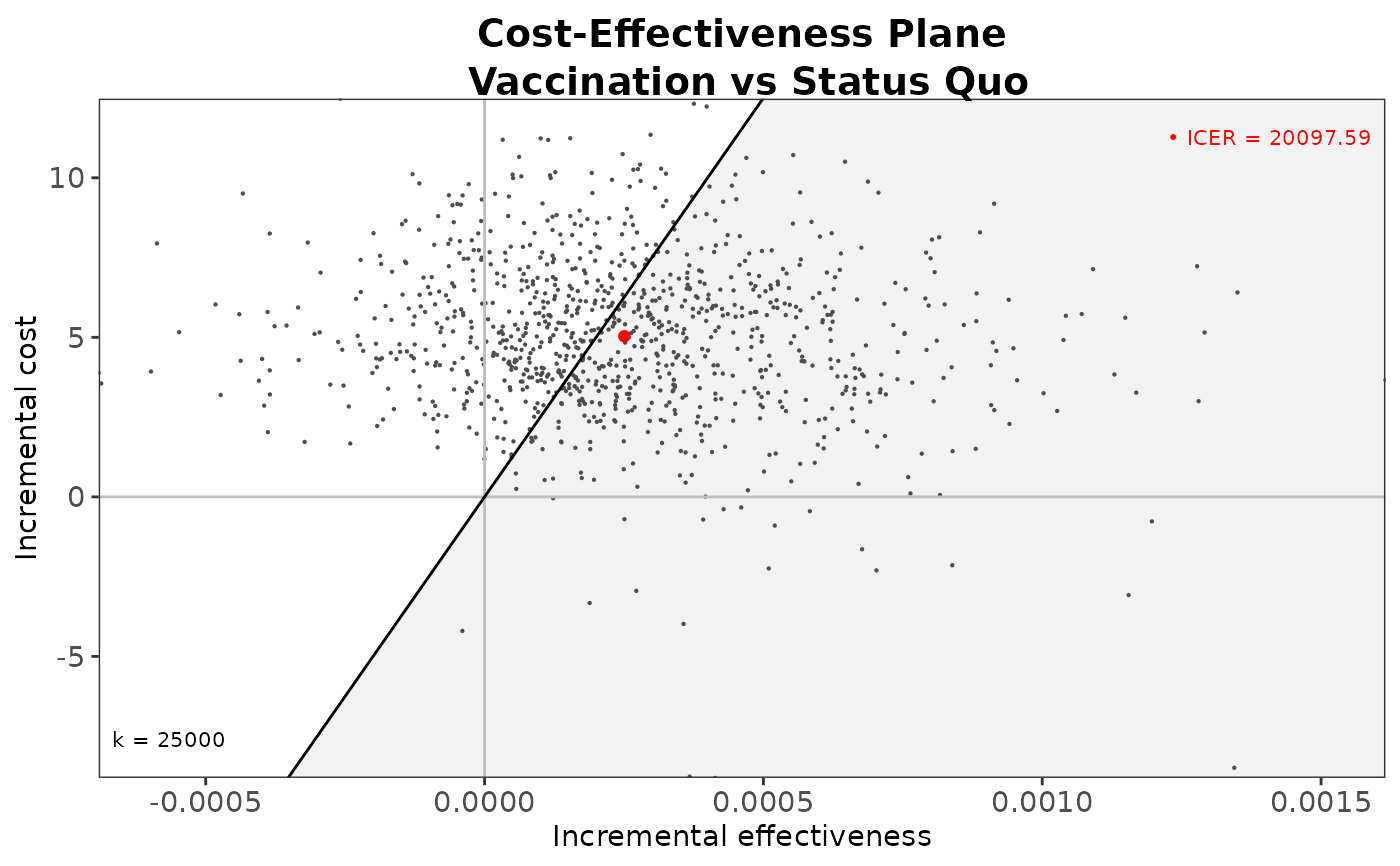 Cost-Effectiveness Plane
Vaccination vs Status Quo
• ICER = 20097.59
10
5
0
-5
Incremental cost
k = 25000
-0.0005 0.0000 0.0005 0.0010 0.0015
Incremental effectiveness